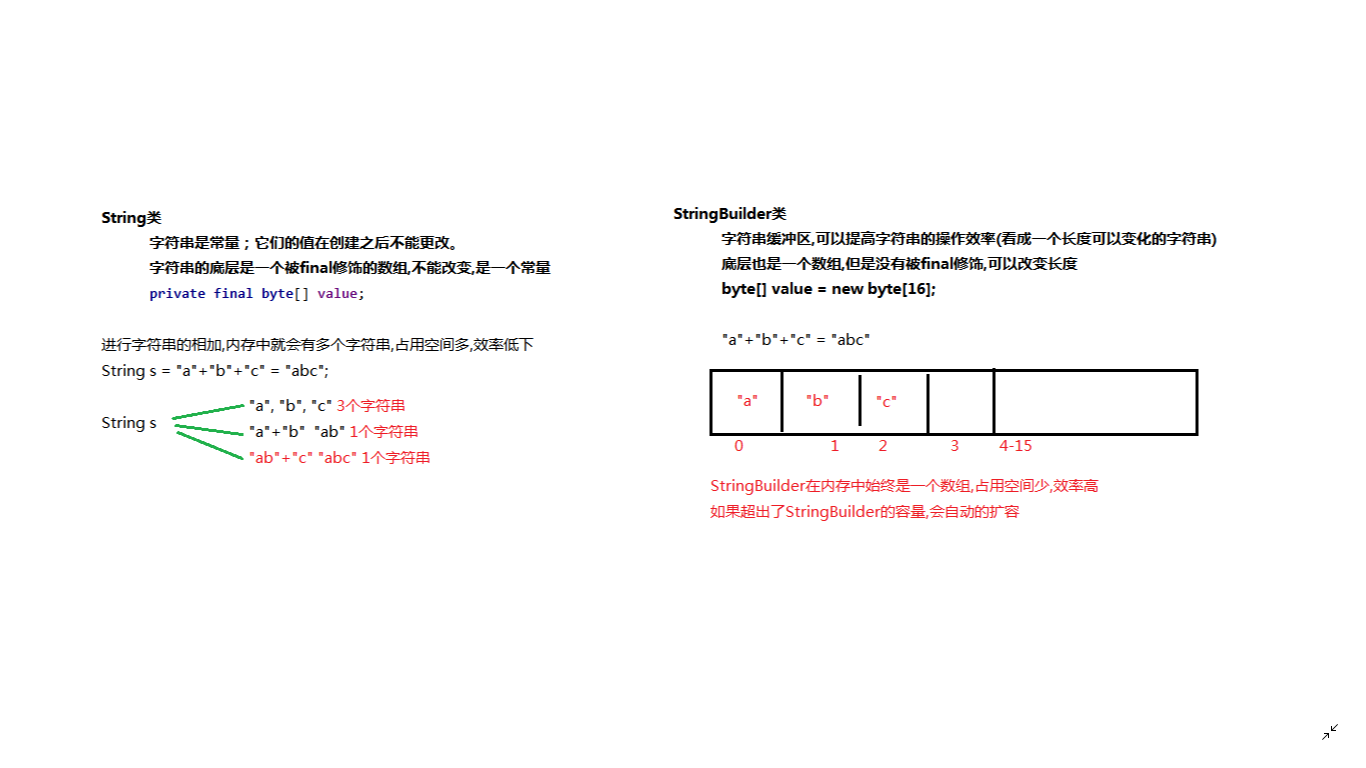 String类
字符串是常量；它们的值在创建之后不能更改。
字符串的底层是一个被final修饰的数组,不能改变,是一个常量
private final byte[] value;
进行字符串的相加,内存中就会有多个字符串,占用空间多,效率低下
String s = "a"+"b"+"c" = "abc";
String s
"a", "b", "c" 3个字符串
"a"+"b" "ab" 1个字符串
"ab"+"c" "abc" 1个字符串
StringBuilder类
字符串缓冲区,可以提高字符串的操作效率(看成一个长度可以变化的字符串)
底层也是一个数组,但是没有被final修饰,可以改变长度
byte[] value = new byte[16];
"a"+"b"+"c" = "abc"
"a" "b" "c"
0 1 2 3 4-15
StringBuilder在内存中始终是一个数组,占用空间少,效率高
如果超出了StringBuilder的容量,会自动的扩容